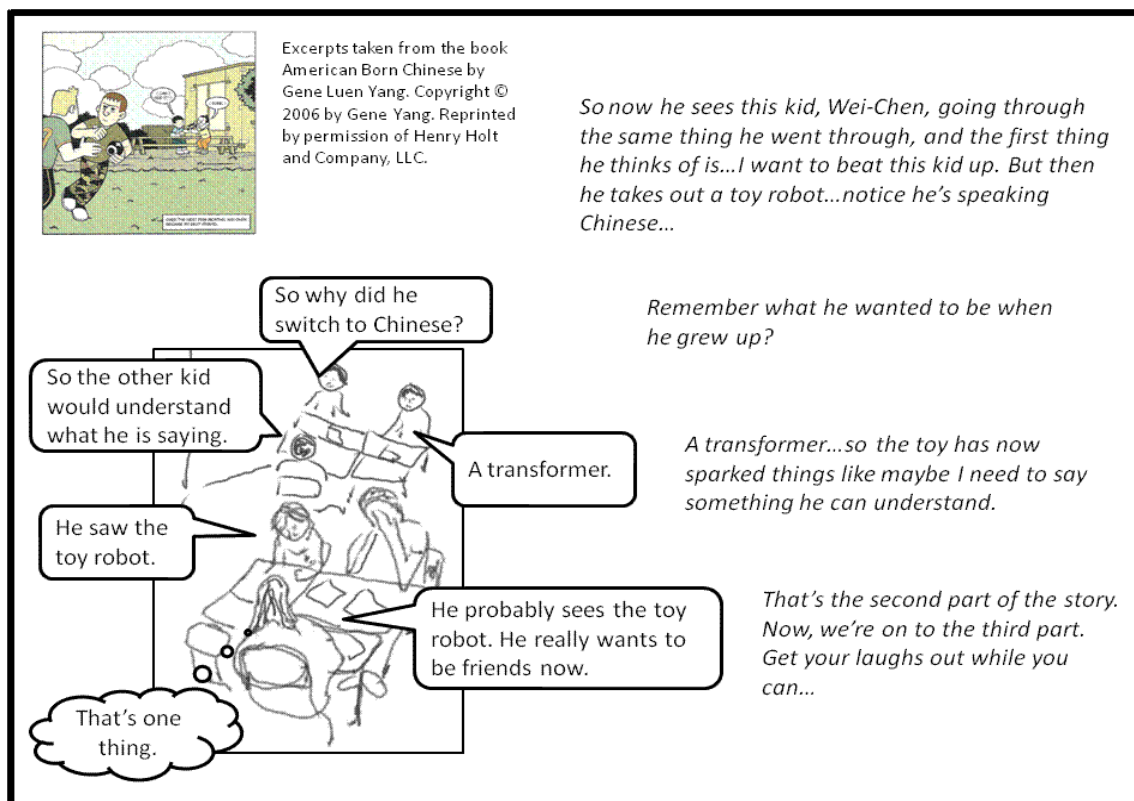 Excerpts taken from the book
American Born Chinese by
Gene Luen Yang. Copyright ©
2006 by Gene Yang. Reprinted
by permission of Henry Holt
and Company, LLC.
So now he sees this kid, Wei-Chen, going through
the same thing he went through, and the first thing
he thinks of is…I want to beat this kid up. But then
he takes out a toy robot…notice he's speaking
Chinese…
So why did he
switch to Chinese?
Remember what he wanted to be when
he grew up?
So the other kid
would understand
what he is saying.
A transformer.
A transformer…so the toy has now
sparked things like maybe I need to say
something he can understand.
He saw the
toy robot.
He probably sees the toy
robot. He really wants to
be friends now.
That's the second part of the story.
Now, we're on to the third part.
Get your laughs out while you
can…
That's one
thing.